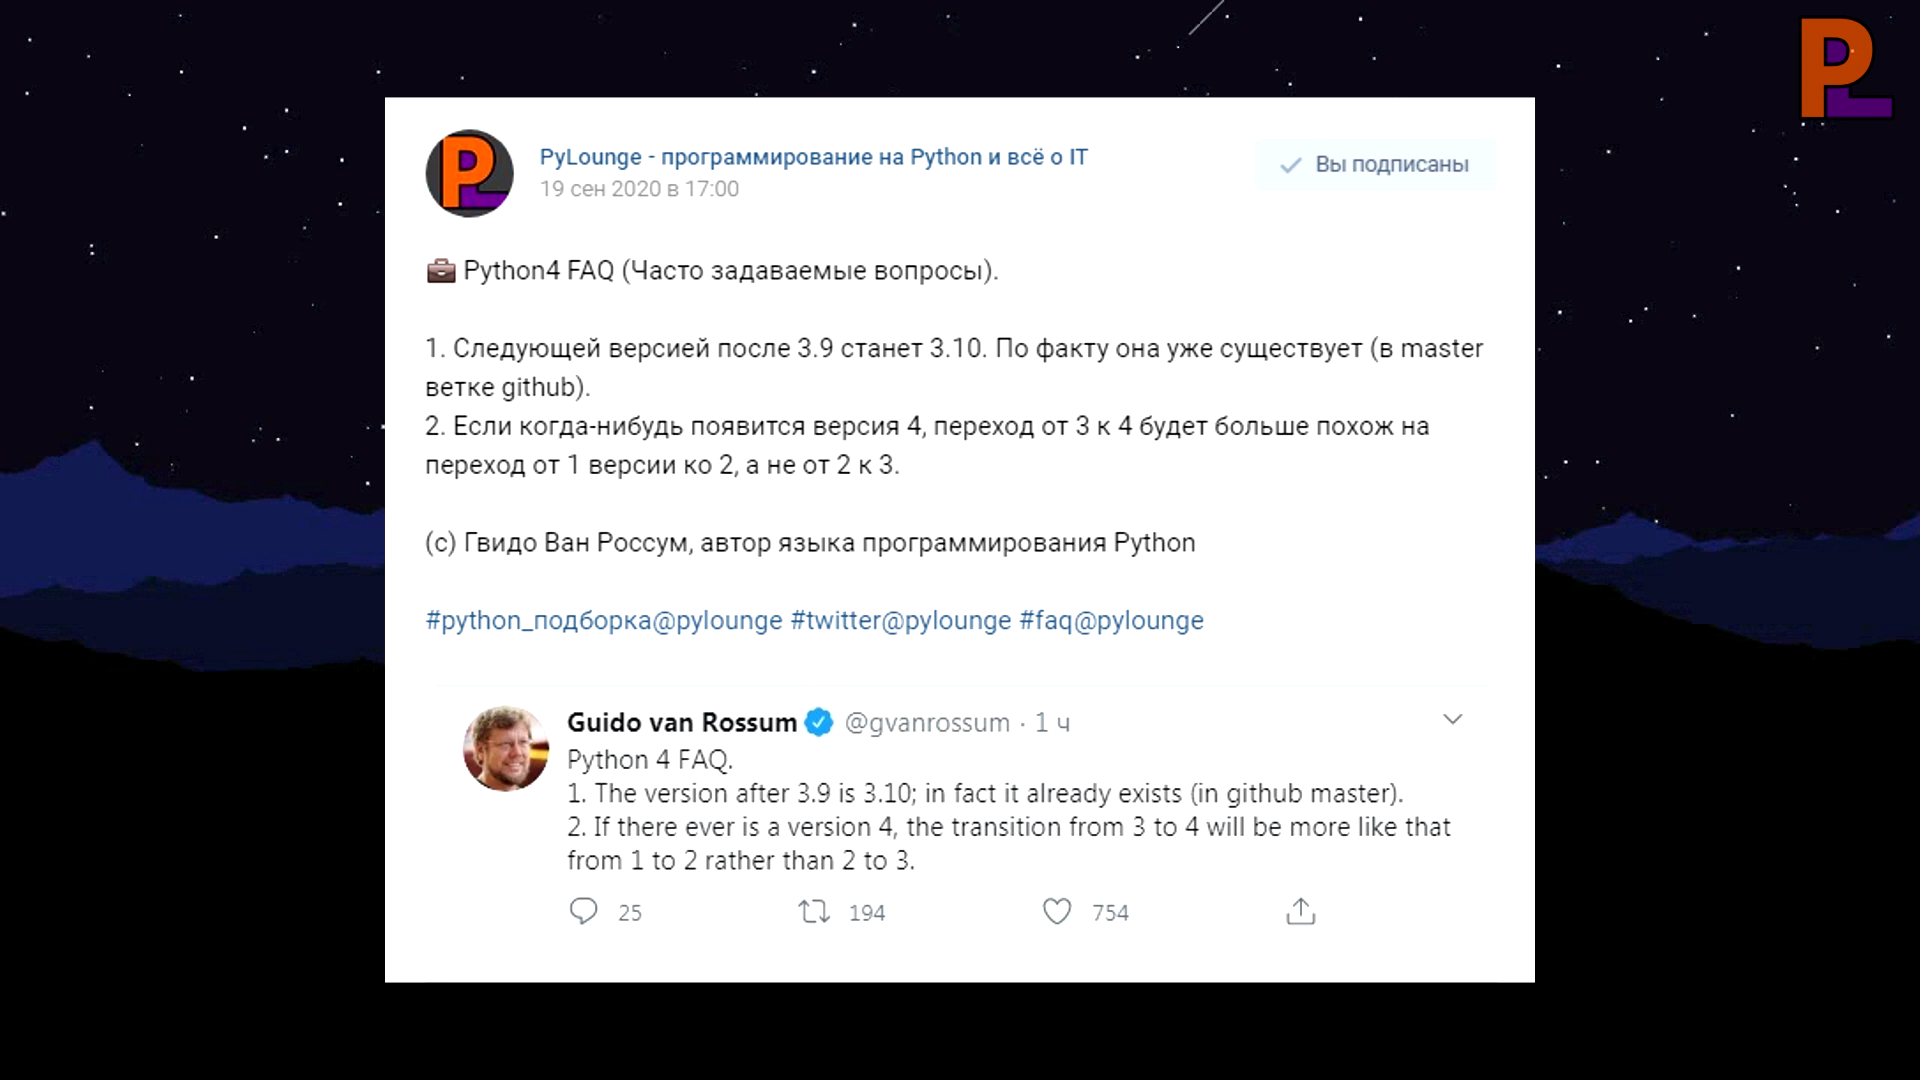 PL
PL
PyLounge - программирование на Python и всё о IT
19 сен 2020 в 17:00
Вы подписаны
Python4 FAQ (Часто задаваемые вопросы).
1. Следующей версией после 3.9 станет 3.10. По факту она уже существует (в master
ветке github).
2. Если когда-нибудь появится версия 4, переход от 3 к 4 будет больше похож на
переход от 1 версии ко 2, а не от 2 к 3.
(с) Гвидо Ван Россум, автор языка программирования Python
#python_подборка@pylounge #twitter@pylounge #faq@pylounge
Guido van Rossum @gvanrossum · 1 ч
Python 4 FAQ.
1. The version after 3.9 is 3.10; in fact it already exists (in github master).
2. If there ever is a version 4, the transition from 3 to 4 will be more like that
from 1 to 2 rather than 2 to 3.
25 194 754